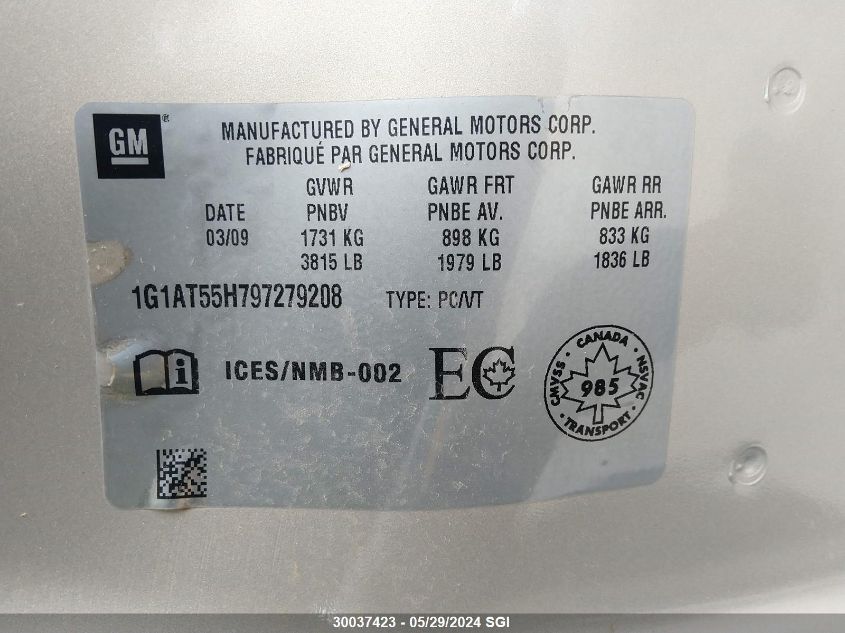 GM®
MANUFACTURED BY GENERAL MOTORS CORP.
FABRIQUÉ PAR GENERAL MOTORS CORP.
GVWR GAWR FRT GAWR RR
DATE PNBV PNBE AV. PNBE ARR.
03/09 1731 KG 898 KG 833 KG
3815 LB 1979 LB 1836 LB
1G1AT55H797279208 TYPE: PC/VT
i ICES/NMB-002 EC
CANADA
CMVSS 985 NSVAC
TRANSPORT
30037423 - 05/29/2024 SGI